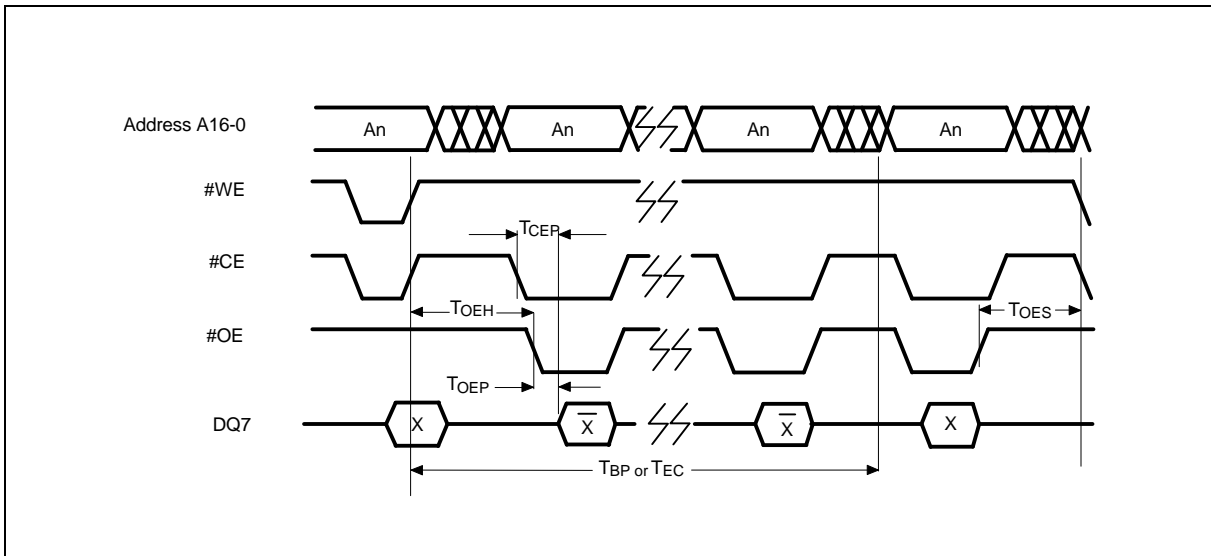 Address A16-0 An An An An
#WE
TCEP
#CE
TOEH TOES
#OE
TOEP
DQ7 X X̅ X̅ X
TBP or TEC